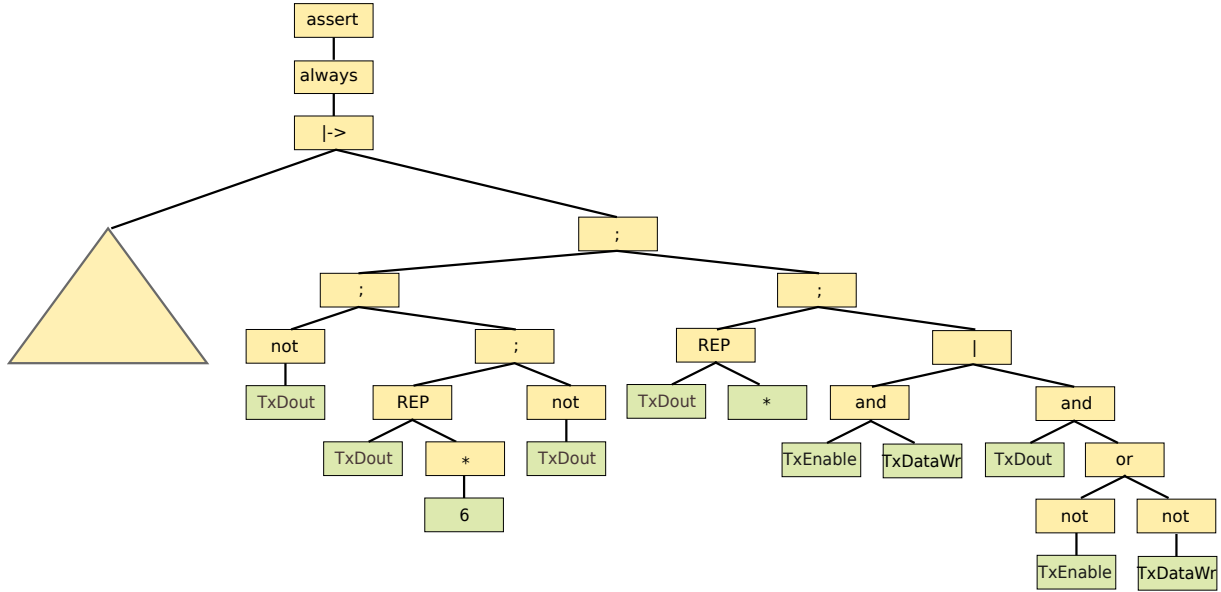 assert
always
|->
;
; ;
not ; REP |
TxDout REP not TxDout * and and
TxDout * TxDout TxEnable TxDataWr TxDout or
6 not not
TxEnable TxDataWr